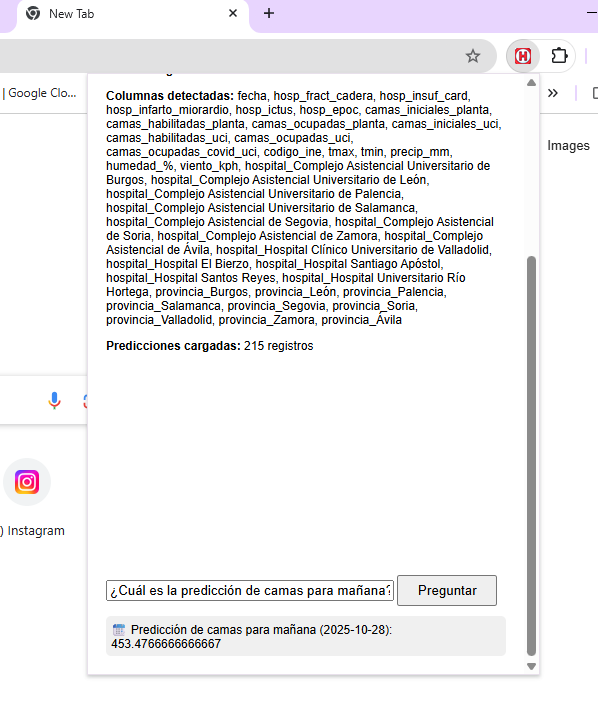 New Tab
| Google Clo...
Images
Columnas detectadas: fecha, hosp_fract_cadera, hosp_insuf_card,
hosp_infarto_miorardio, hosp_ictus, hosp_epoc, camas_iniciales_planta,
camas_habilitadas_planta, camas_ocupadas_planta, camas_iniciales_uci,
camas_habilitadas_uci, camas_ocupadas_uci,
camas_ocupadas_covid_uci, codigo_ine, tmax, tmin, precip_mm,
humedad_%, viento_kph, hospital_Complejo Asistencial Universitario de
Burgos, hospital_Complejo Asistencial Universitario de León,
hospital_Complejo Asistencial Universitario de Palencia,
hospital_Complejo Asistencial Universitario de Salamanca,
hospital_Complejo Asistencial de Segovia, hospital_Complejo Asistencial
de Soria, hospital_Complejo Asistencial de Zamora, hospital_Complejo
Asistencial de Ávila, hospital_Hospital Clínico Universitario de Valladolid,
hospital_Hospital El Bierzo, hospital_Hospital Santiago Apóstol,
hospital_Hospital Santos Reyes, hospital_Hospital Universitario Río
Hortega, provincia_Burgos, provincia_León, provincia_Palencia,
provincia_Salamanca, provincia_Segovia, provincia_Soria,
provincia_Valladolid, provincia_Zamora, provincia_Ávila
Predicciones cargadas: 215 registros
) Instagram
¿Cuál es la predicción de camas para mañana?
Preguntar
Predicción de camas para mañana (2025-10-28):
453.4766666666667